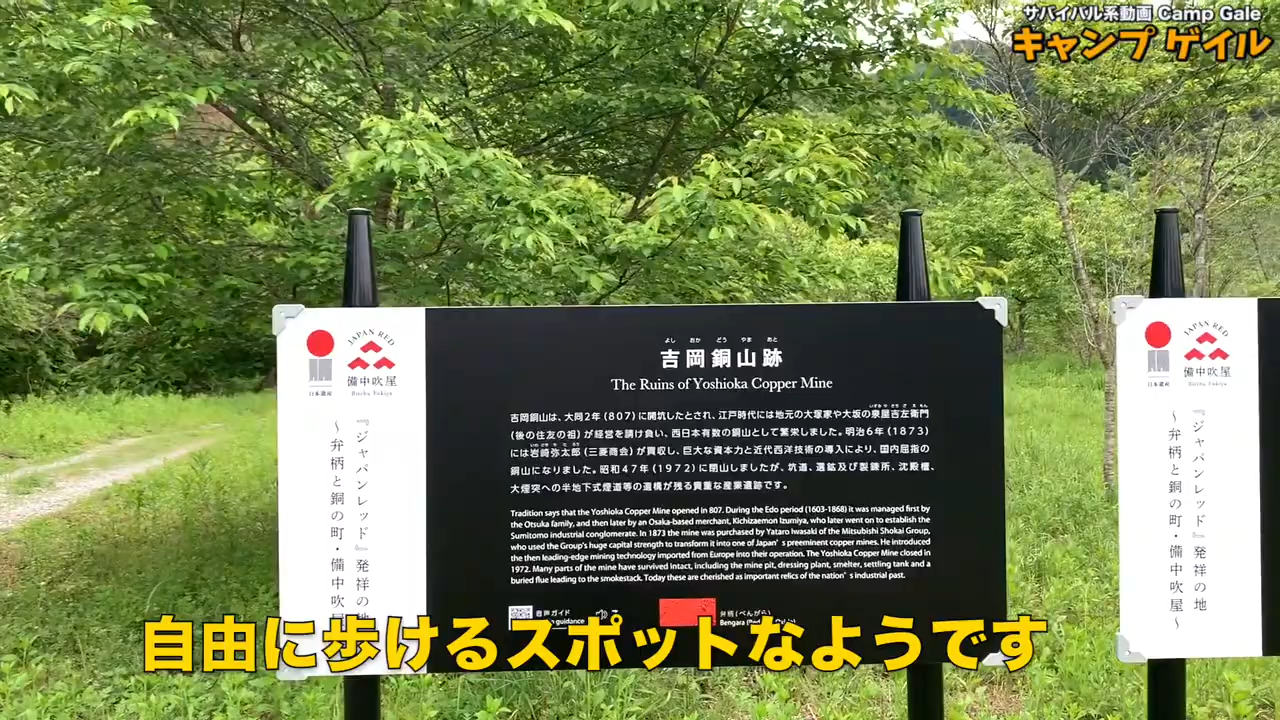 サバイバル系動画 Camp Gale
キャンプ ゲイル
日本遺産
JAPAN RED
備中吹屋
Bicchu Fukiya
『ジャパンレッド』発祥の地
～弁柄と銅の町・備中吹
よし おか どう やま あと
吉岡銅山跡
The Ruins of Yoshioka Copper Mine
吉岡銅山は、大同2年(807)に開坑したとされ、江戸時代には地元の大塚家や大坂の泉屋吉左衛門
(後の住友の祖)が経営を請け負い、西日本有数の銅山として繁栄しました。明治6年(1873)
には岩崎弥太郎(三菱商会)が買収し、巨大な資本力と近代西洋技術の導入により、国内屈指の
銅山になりました。昭和47年(1972)に閉山しましたが、坑道、選鉱及び製錬所、沈殿槽、
大煙突への半地下式煙道等の遺構が残る貴重な産業遺跡です。
Tradition says that the Yoshioka Copper Mine opened in 807. During the Edo period (1603-1868) it was managed first by
the Otsuka family, and then later by an Osaka-based merchant, Kichizaemon Izumiya, who later went on to establish the
Sumitomo industrial conglomerate. In 1873 the mine was purchased by Yataro Iwasaki of the Mitsubishi Shokai Group,
who used the Group's huge capital strength to transform it into one of Japan's preeminent copper mines. He introduced
the then leading-edge mining technology imported from Europe into their operation. The Yoshioka Copper Mine closed in
1972. Many parts of the mine have survived intact, including the mine pit, dressing plant, smelter, settling tank and a
buried flue leading to the smokestack. Today these are cherished as important relics of the nation's industrial past.
音声ガイド
guidance
弁柄(べんがら)
Bengara
日本遺産
JAPAN RED
備中吹屋
Bicchu Fukiya
『ジャパンレッド』発祥の地
～弁柄と銅の町・備中吹屋～
自由に歩けるスポットなようです